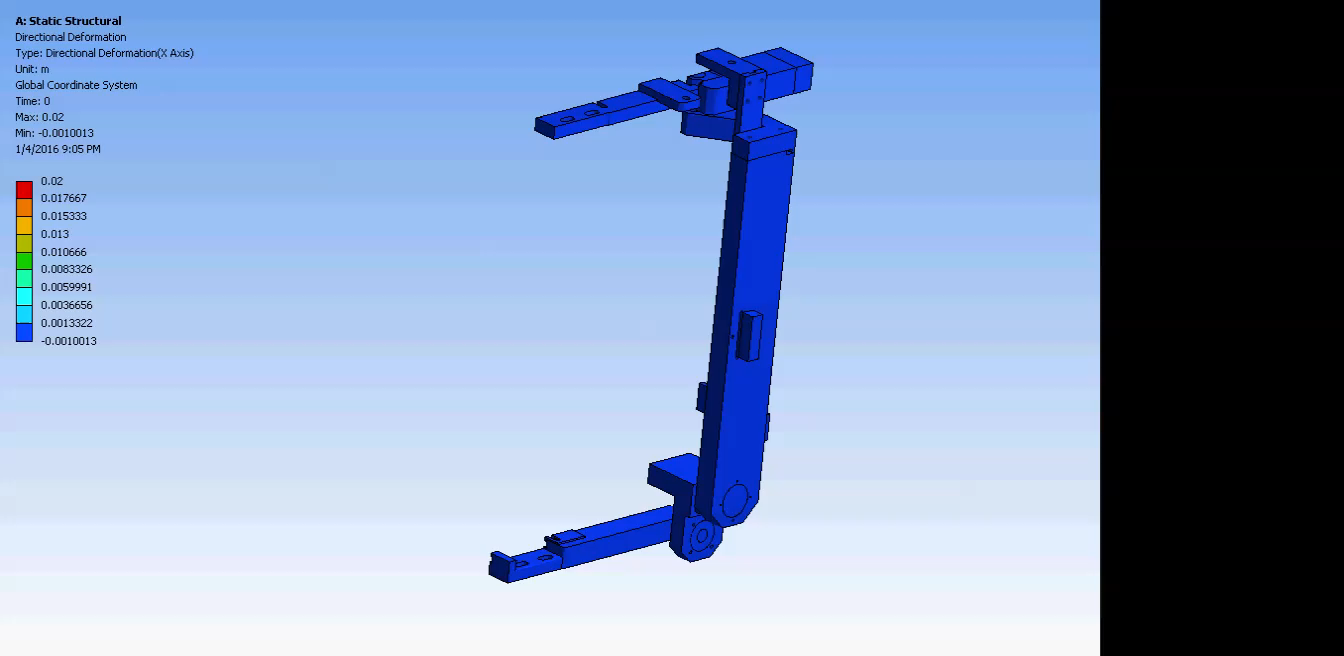 A: Static Structural
Directional Deformation
Type: Directional Deformation(X Axis)
Unit: m
Global Coordinate System
Time: 0
Max: 0.02
Min: -0.0010013
1/4/2016 9:05 PM
0.02
0.017667
0.015333
0.013
0.010666
0.0083326
0.0059991
0.0036656
0.0013322
-0.0010013